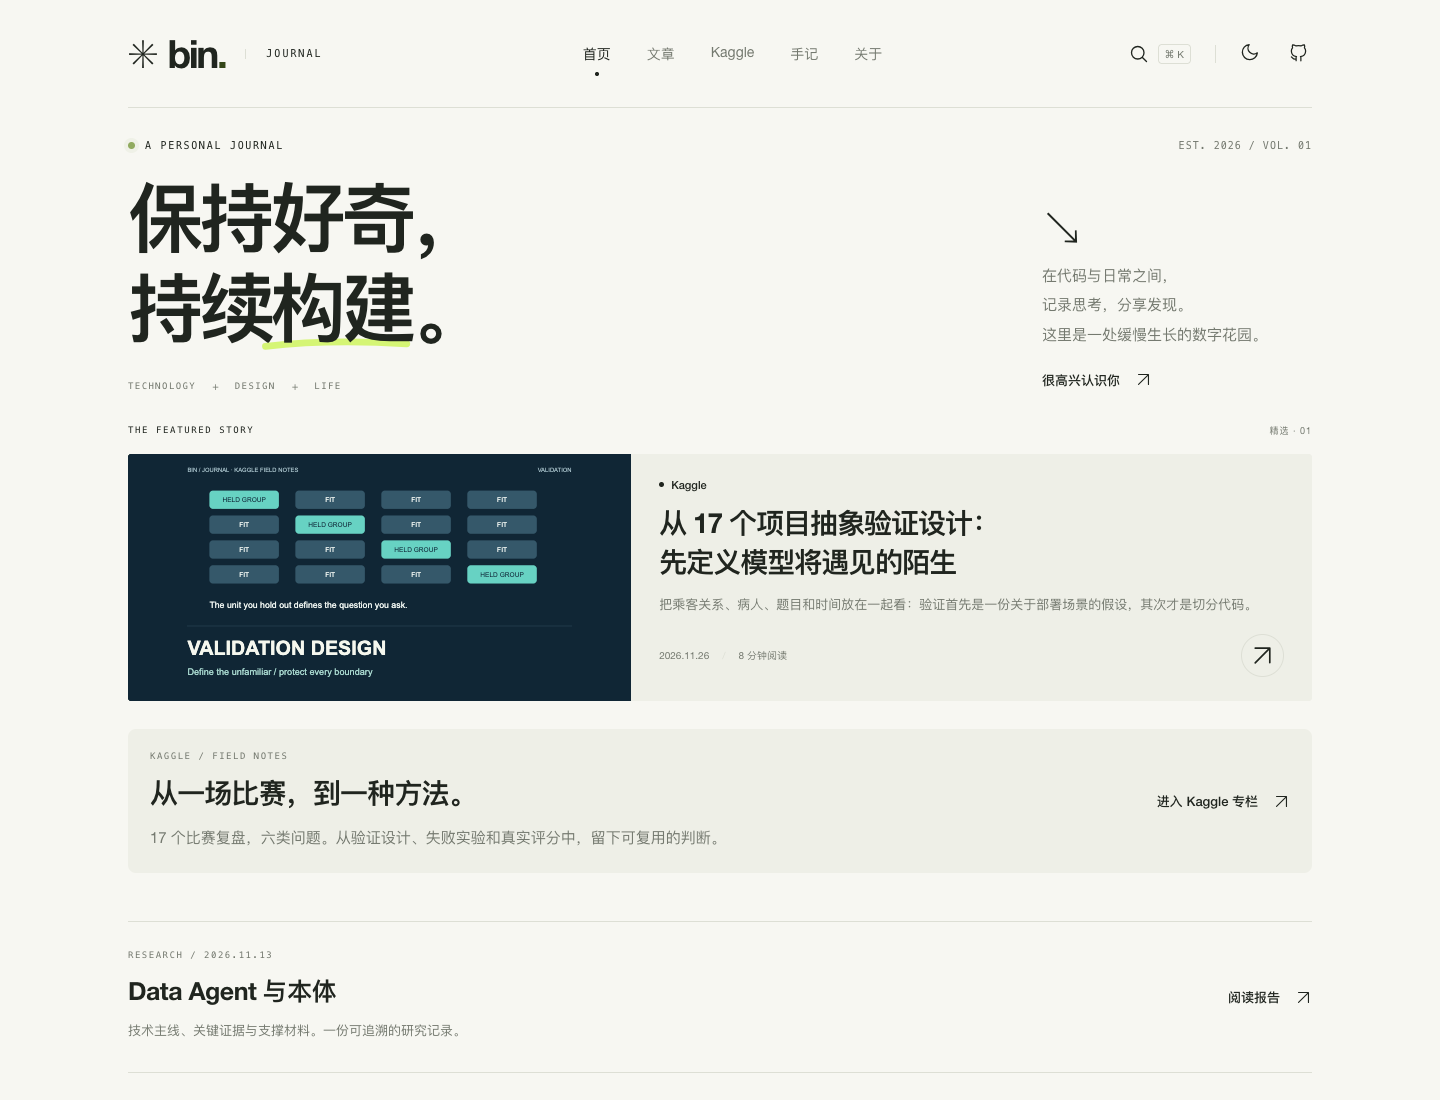 bin.
JOURNAL
首页
文章
Kaggle
手记
关于
⌘ K
A PERSONAL JOURNAL
EST. 2026 / VOL. 01
保持好奇，
持续构建。
在代码与日常之间，
记录思考，分享发现。
这里是一处缓慢生长的数字花园。
很高兴认识你
TECHNOLOGY + DESIGN + LIFE
THE FEATURED STORY
精选 · 01
BIN / JOURNAL · KAGGLE FIELD NOTES
VALIDATION
HELD GROUP FIT FIT FIT
FIT HELD GROUP FIT FIT
FIT FIT HELD GROUP FIT
FIT FIT FIT HELD GROUP
The unit you hold out defines the question you ask.
VALIDATION DESIGN
Define the unfamiliar / protect every boundary
Kaggle
从 17 个项目抽象验证设计：
先定义模型将遇见的陌生
把乘客关系、病人、题目和时间放在一起看：验证首先是一份关于部署场景的假设，其次才是切分代码。
2026.11.26 / 8 分钟阅读
KAGGLE / FIELD NOTES
从一场比赛，到一种方法。
17 个比赛复盘，六类问题。从验证设计、失败实验和真实评分中，留下可复用的判断。
进入 Kaggle 专栏
RESEARCH / 2026.11.13
Data Agent 与本体
技术主线、关键证据与支撑材料。一份可追溯的研究记录。
阅读报告